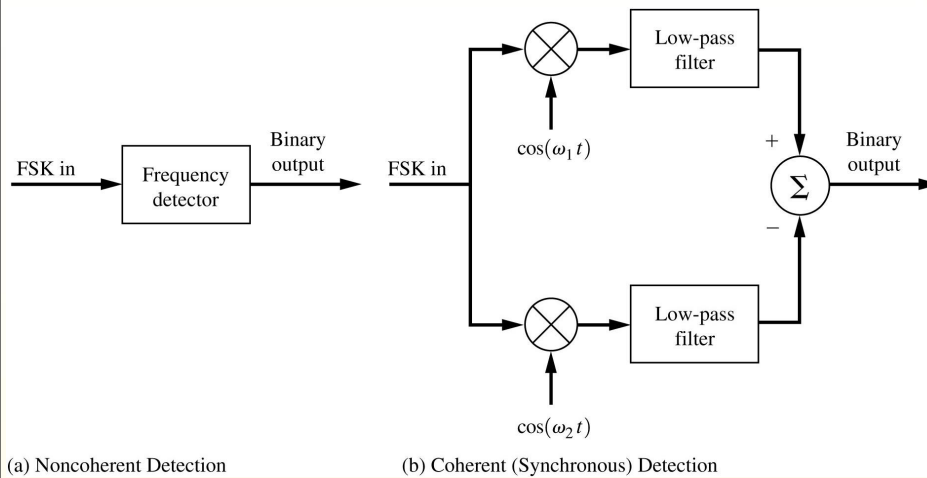 FSK in
Frequency
detector
Binary
output
(a) Noncoherent Detection
FSK in
cos(ω₁t)
Low-pass
filter
+
Σ
−
Binary
output
cos(ω₂t)
Low-pass
filter
(b) Coherent (Synchronous) Detection